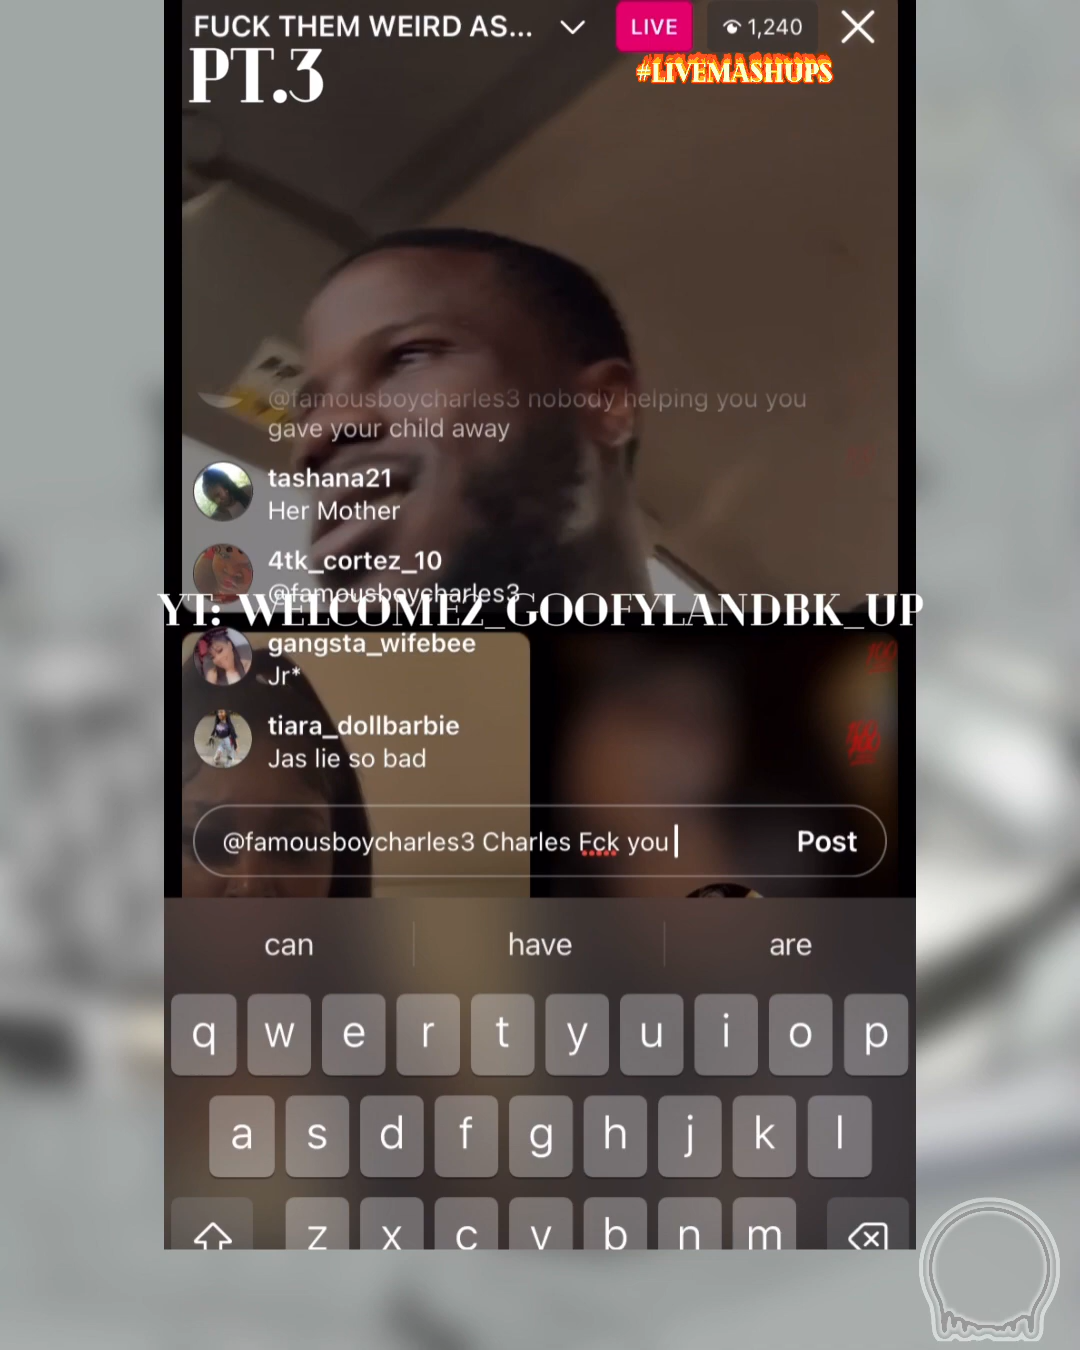 FUCK THEM WEIRD AS...
LIVE
1,240
PT.3
#LIVEMASHUPS
@famousboycharles3 nobody helping you you
gave your child away
tashana21
Her Mother
4tk_cortez_10
@famousboycharles3
YT: WELCOMEZ_GOOFYLANDBK_UP
gangsta_wifebee
Jr*
💯
tiara_dollbarbie
💯
Jas lie so bad
@famousboycharles3 Charles Fck you
Post
can have are
q w e r t y u i o p
a s d f g h j k l
z x c v b n m